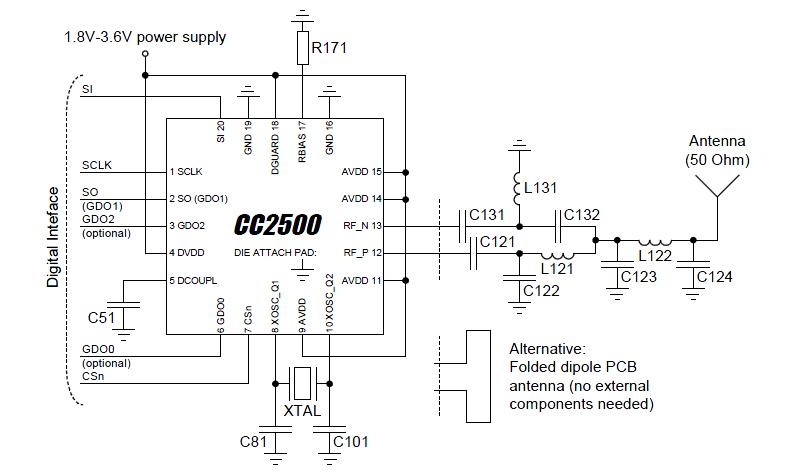 1.8V-3.6V power supply
R171
SI
SI 20
GND 19
DGUARD 18
RBIAS 17
GND 16
Antenna
(50 Ohm)
SCLK
1 SCLK
AVDD 15
L131
SO
(GDO1)
2 SO (GDO1)
AVDD 14
GDO2
(optional)
3 GDO2
CC2500
RF_N 13
C131
C132
4 DVDD
DIE ATTACH PAD:
RF_P 12
C121
L121
L122
5 DCOUPL
AVDD 11
C122
C123
C124
Digital Inteface
C51
6 GDO0
7 CSn
8 XOSC_Q1
9 AVDD
10 XOSC_Q2
GDO0
(optional)
CSn
XTAL
C81
C101
Alternative:
Folded dipole PCB
antenna (no external
components needed)